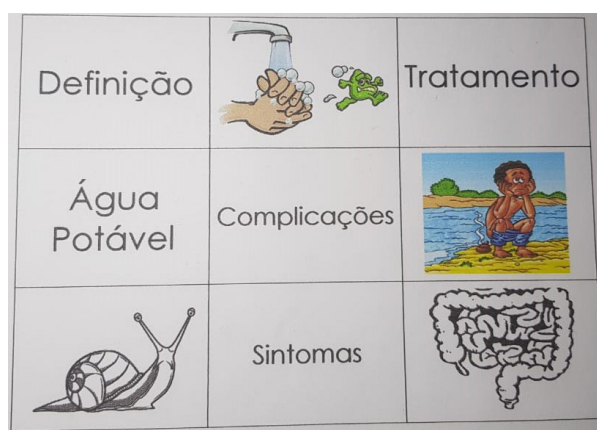 Definição
Tratamento
Água
Potável
Complicações
Sintomas